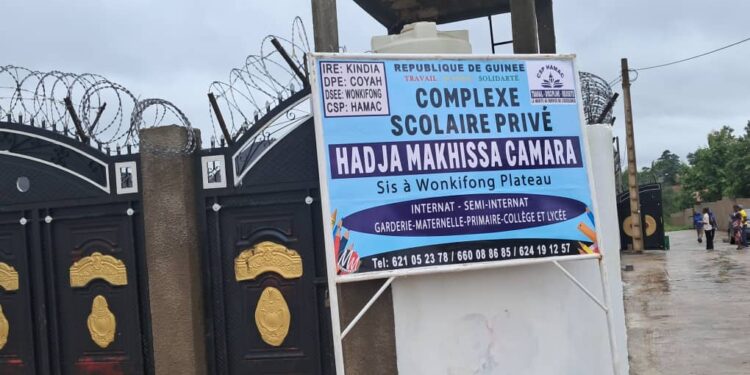 IRE: KINDIA
DPE: COYAH
DSEE: WONKIFONG
CSP: HAMAC
REPUBLIQUE DE GUINEE
TRAVAIL JUSTICE SOLIDARITÉ
CSP HAMAC
COMPLEXE
SCOLAIRE PRIVÉ
HADJA MAKHISSA CAMARA
Sis à Wonkifong Plateau
INTERNAT - SEMI-INTERNAT
GARDERIE-MATERNELLE-PRIMAIRE-COLLÈGE ET LYCÉE
Tel: 621 05 23 78 / 660 08 86 85 / 624 19 12 57